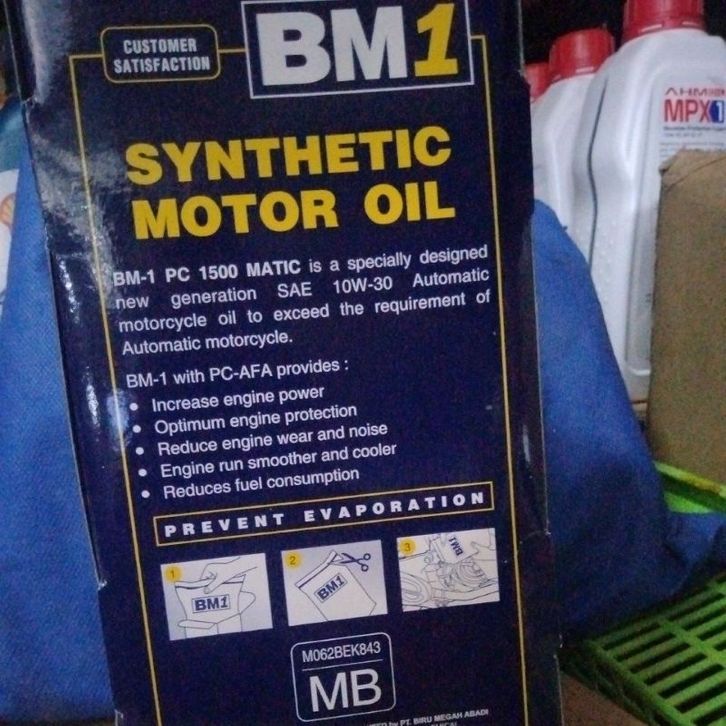 CUSTOMER
SATISFACTION
BM1
SYNTHETIC
MOTOR OIL
BM-1 PC 1500 MATIC is a specially designed
new generation SAE 10W-30 Automatic
motorcycle oil to exceed the requirement of
Automatic motorcycle.
BM-1 with PC-AFA provides :
• Increase engine power
• Optimum engine protection
• Reduce engine wear and noise
• Engine run smoother and cooler
• Reduces fuel consumption
PREVENT EVAPORATION
1
BM1
2
BM1
3
BM1
M062BEK843
MB
by PT. BIRU MEGAH ABADI
AHM
MPX1